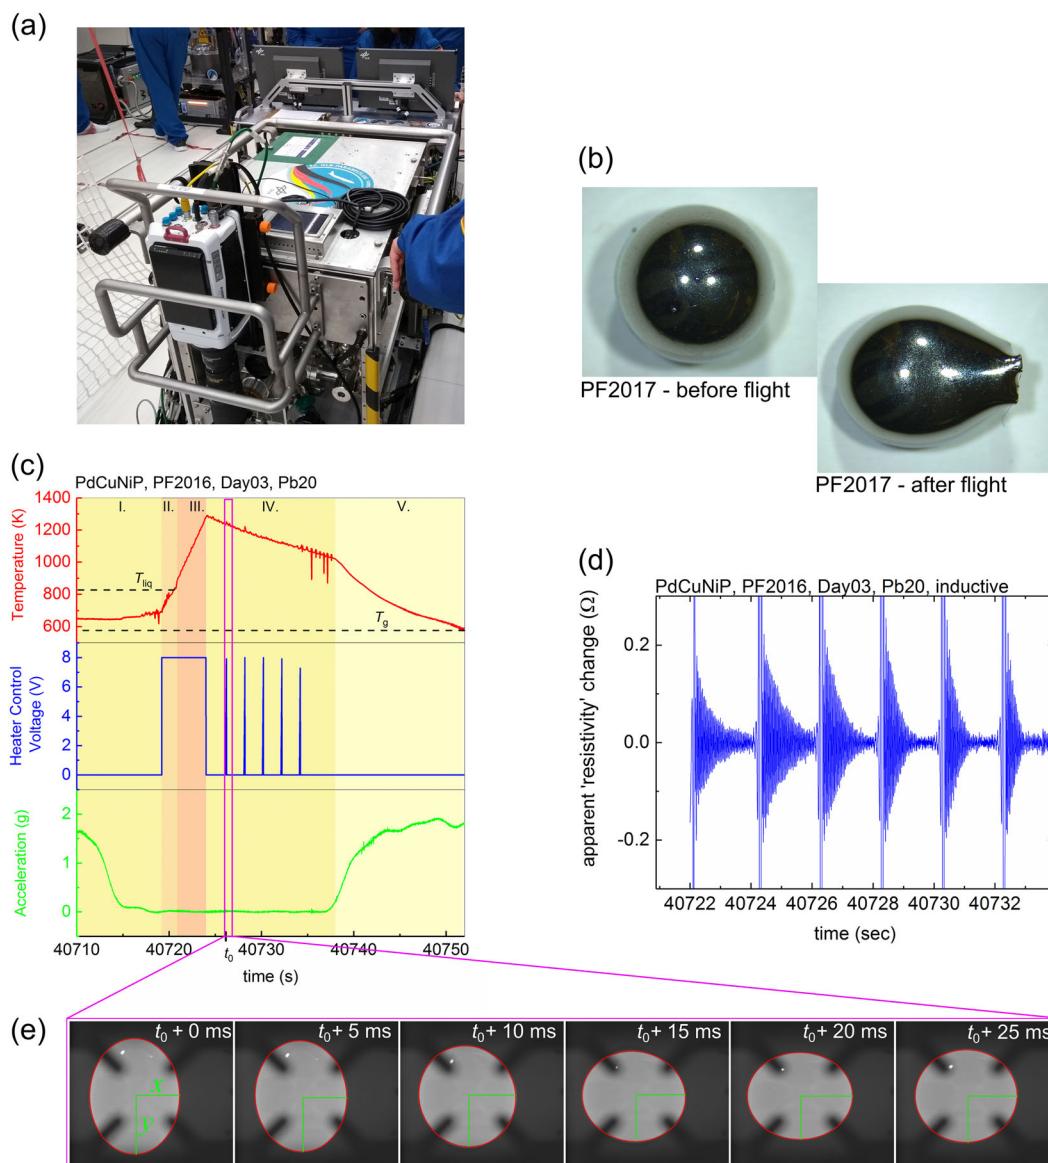 (a)
(b)
PF2017 - before flight
PF2017 - after flight
(c)
PdCuNiP, PF2016, Day03, Pb20
I. II. III. IV. V.
Temperature (K)
1400
1200
1000
800
600
T_liq
T_g
Heater Control
Voltage (V)
8
6
4
2
0
Acceleration (g)
2
1
0
40710 40720 40730 40740 40750
t_0
time (s)
(d)
PdCuNiP, PF2016, Day03, Pb20, inductive
apparent 'resistivity' change (Ω)
0.2
0.0
-0.2
40722 40724 40726 40728 40730 40732
time (sec)
(e)
t_0+ 0 ms
t_0+ 5 ms
t_0+ 10 ms
t_0+ 15 ms
t_0+ 20 ms
t_0+ 25 ms
x
y